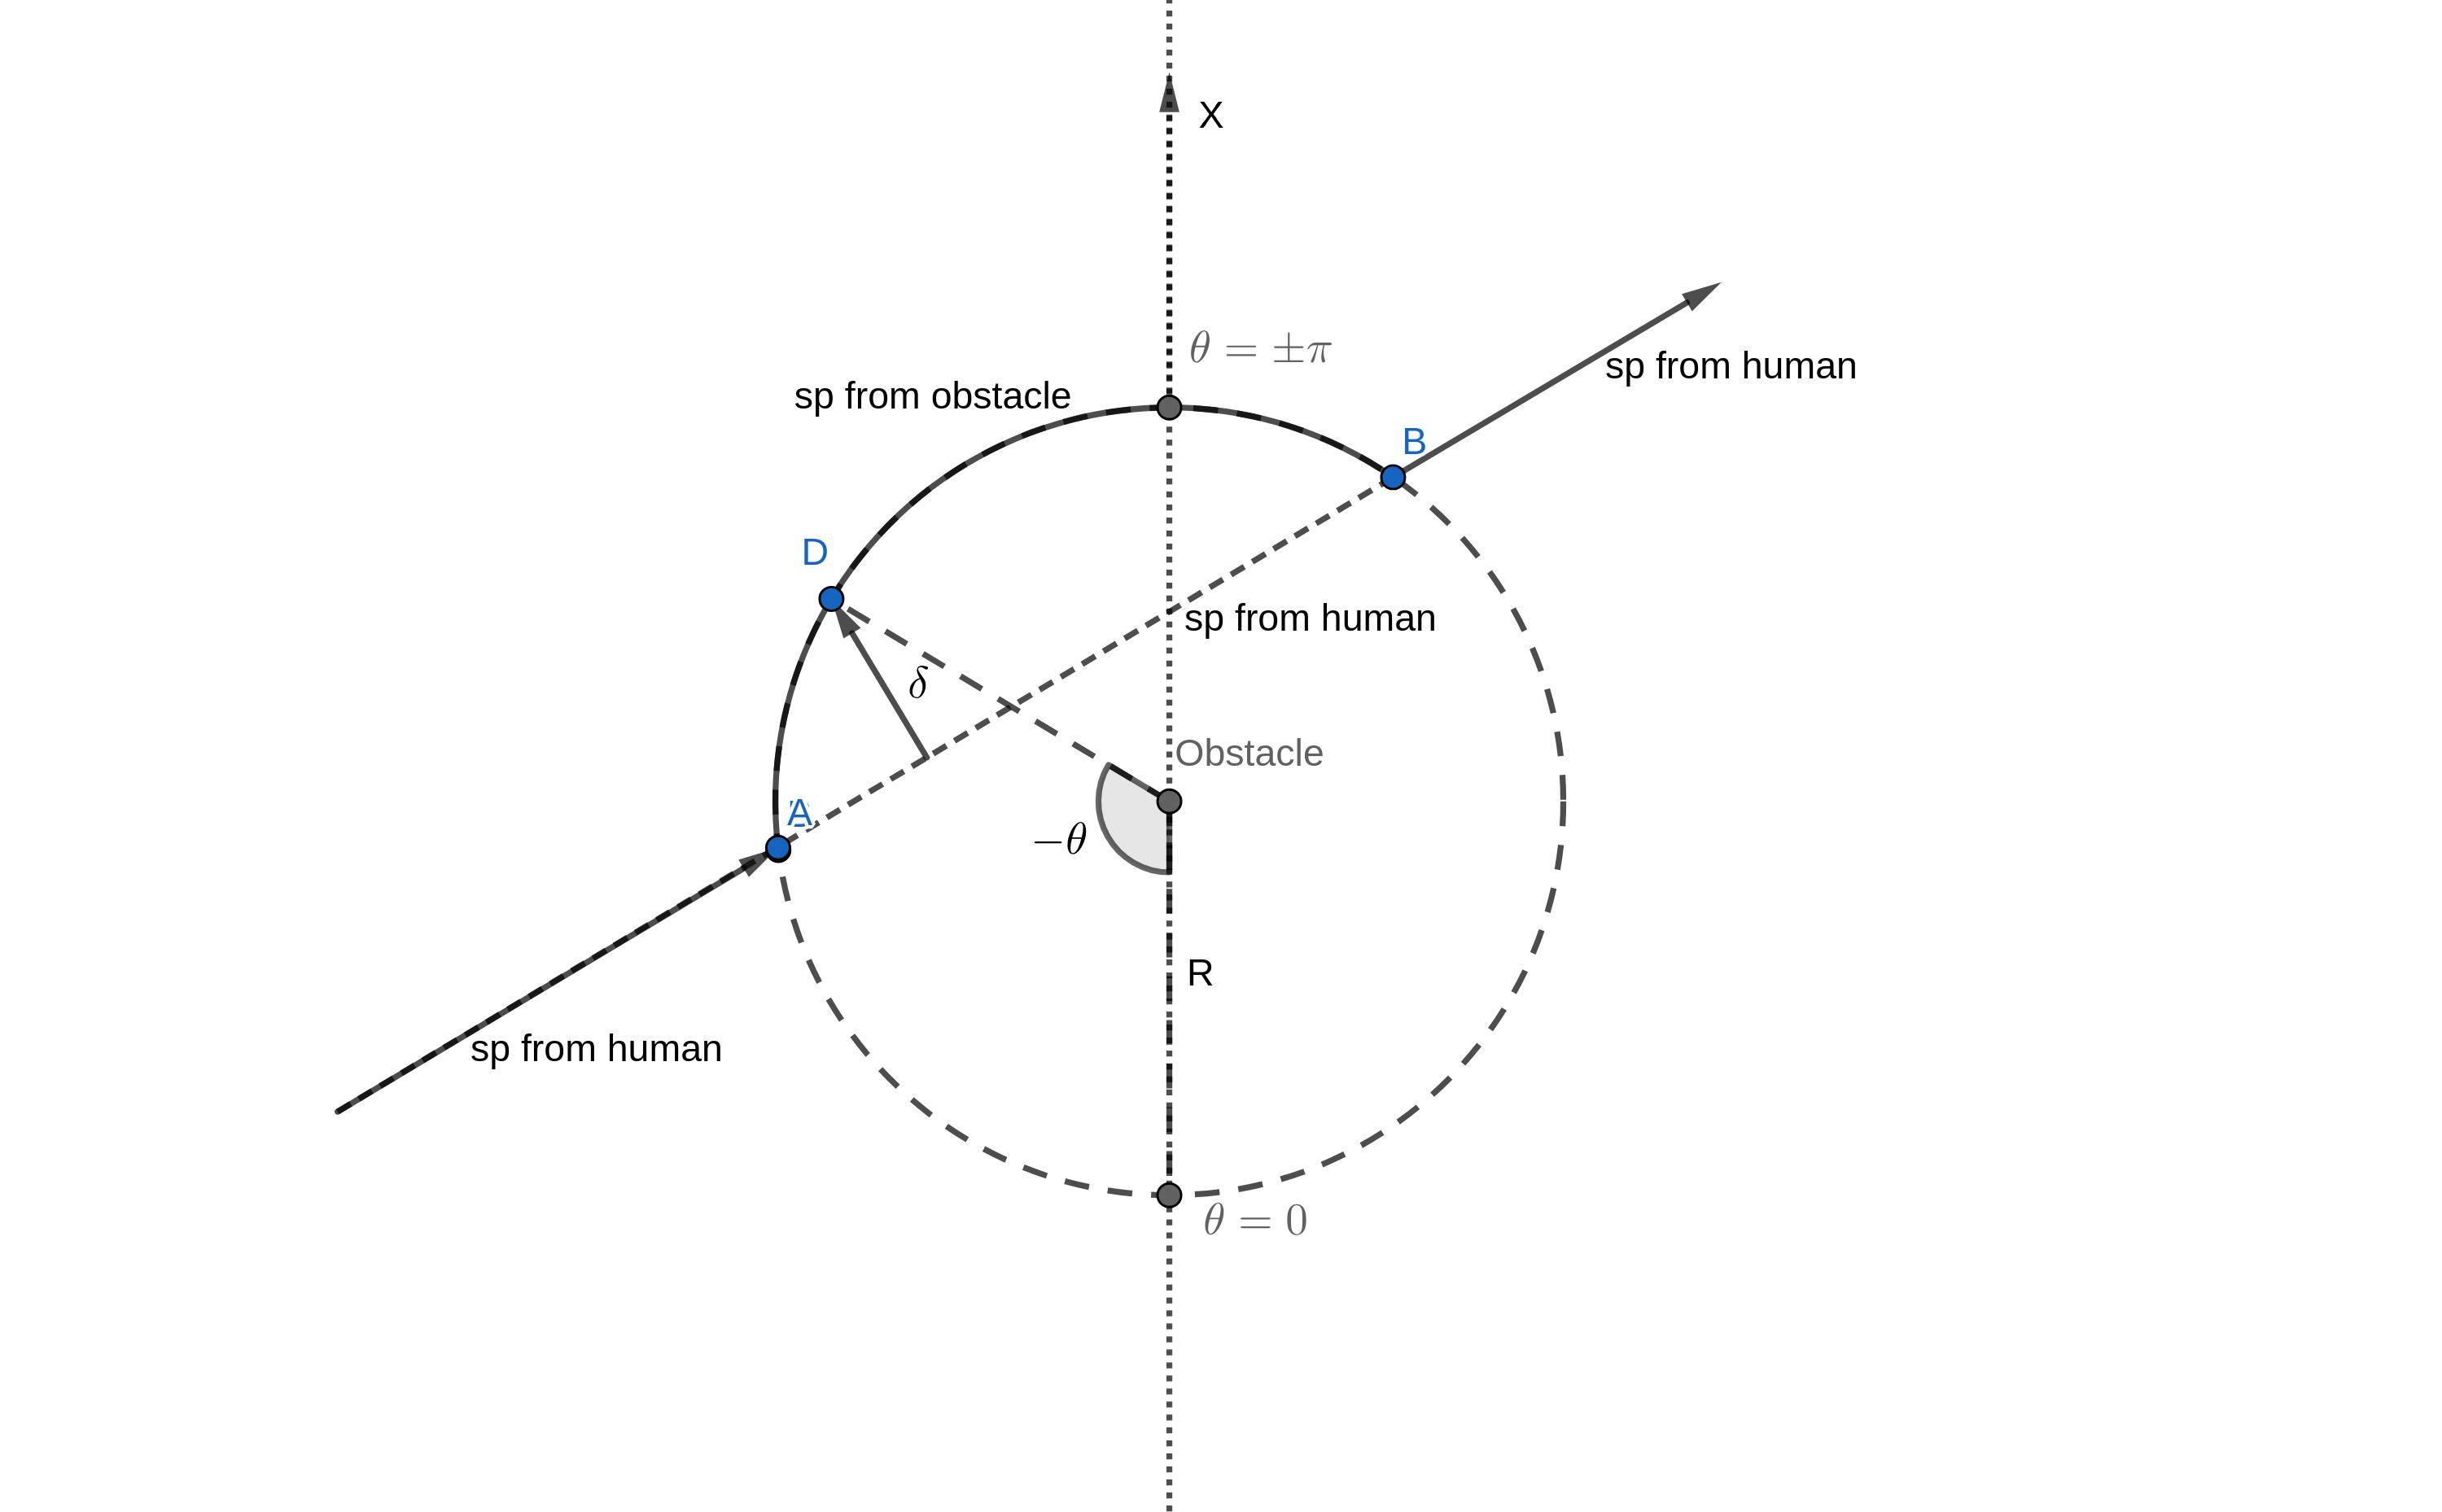 X
θ = ±π
sp from human
sp from obstacle
B
D
sp from human
δ
Obstacle
A
−θ
R
sp from human
θ = 0